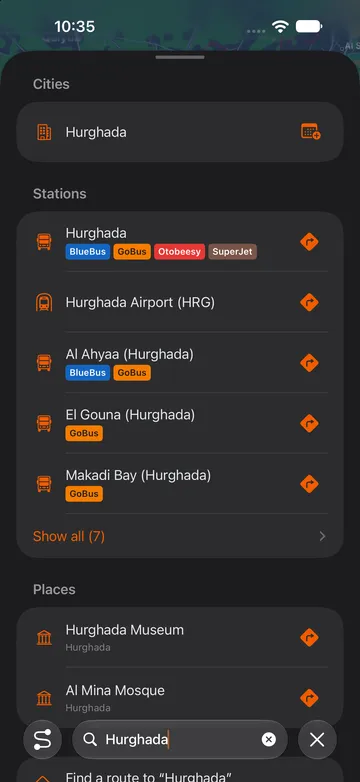 10:35
Al S
Cities
Hurghada
Stations
Hurghada
BlueBus GoBus Otobeesy SuperJet
Hurghada Airport (HRG)
Al Ahyaa (Hurghada)
BlueBus GoBus
El Gouna (Hurghada)
GoBus
Makadi Bay (Hurghada)
GoBus
Show all (7)
Places
Hurghada Museum
Hurghada
Al Mina Mosque
Hurghada
Hurghada
Find a route to “Hurghada”